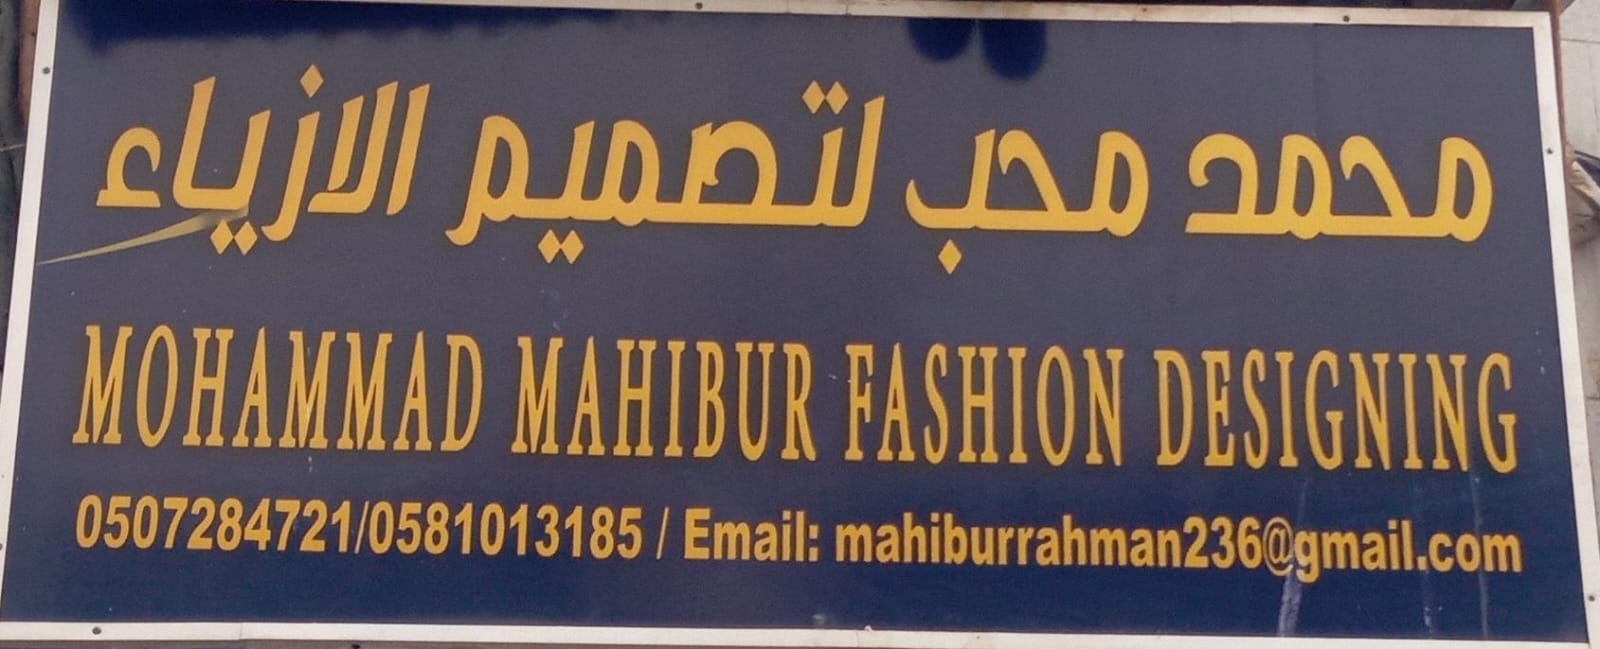 محمد محب لتصميم الازياء
MOHAMMAD MAHIBUR FASHION DESIGNING
0507284721/0581013185 / Email: mahiburrahman236@gmail.com